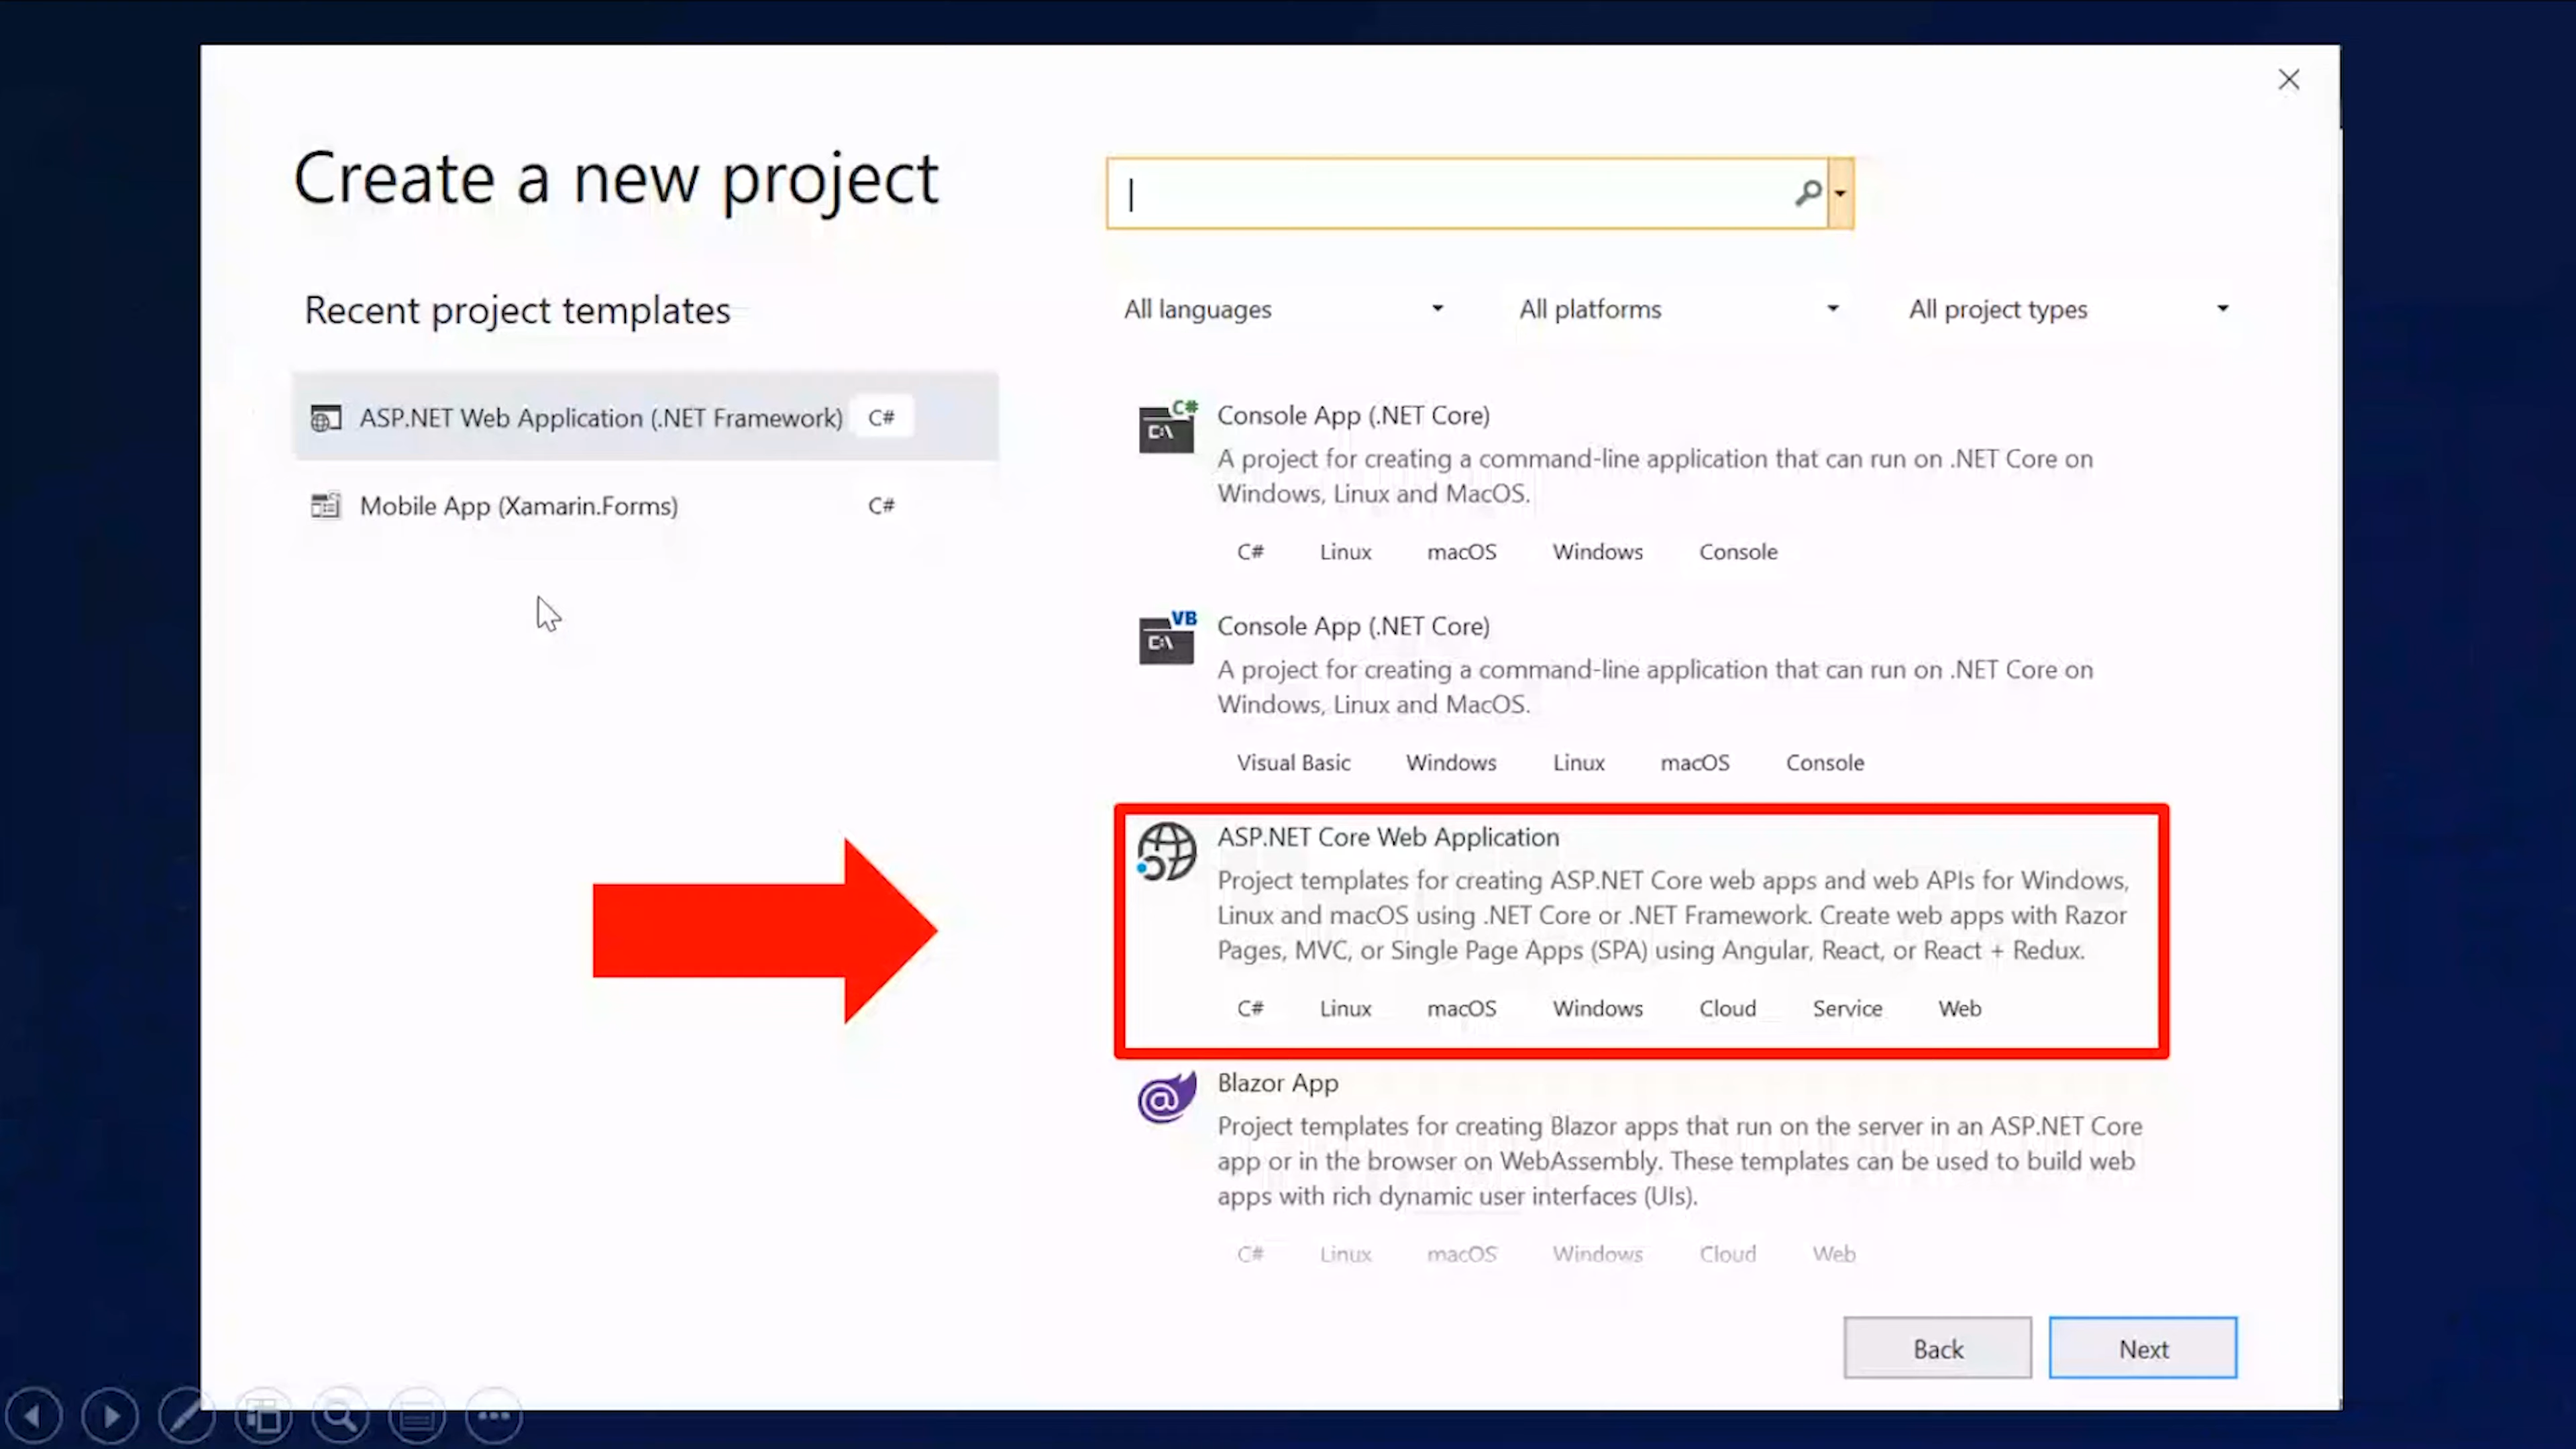 Create a new project
Recent project templates
ASP.NET Web Application (.NET Framework) C#
Mobile App (Xamarin.Forms) C#
All languages All platforms All project types
C#
C:\
Console App (.NET Core)
A project for creating a command-line application that can run on .NET Core on
Windows, Linux and MacOS.
C# Linux macOS Windows Console
VB
C:\
Console App (.NET Core)
A project for creating a command-line application that can run on .NET Core on
Windows, Linux and MacOS.
Visual Basic Windows Linux macOS Console
ASP.NET Core Web Application
Project templates for creating ASP.NET Core web apps and web APIs for Windows,
Linux and macOS using .NET Core or .NET Framework. Create web apps with Razor
Pages, MVC, or Single Page Apps (SPA) using Angular, React, or React + Redux.
C# Linux macOS Windows Cloud Service Web
@
Blazor App
Project templates for creating Blazor apps that run on the server in an ASP.NET Core
app or in the browser on WebAssembly. These templates can be used to build web
apps with rich dynamic user interfaces (UIs).
C# Linux macOS Windows Cloud Web
Back Next